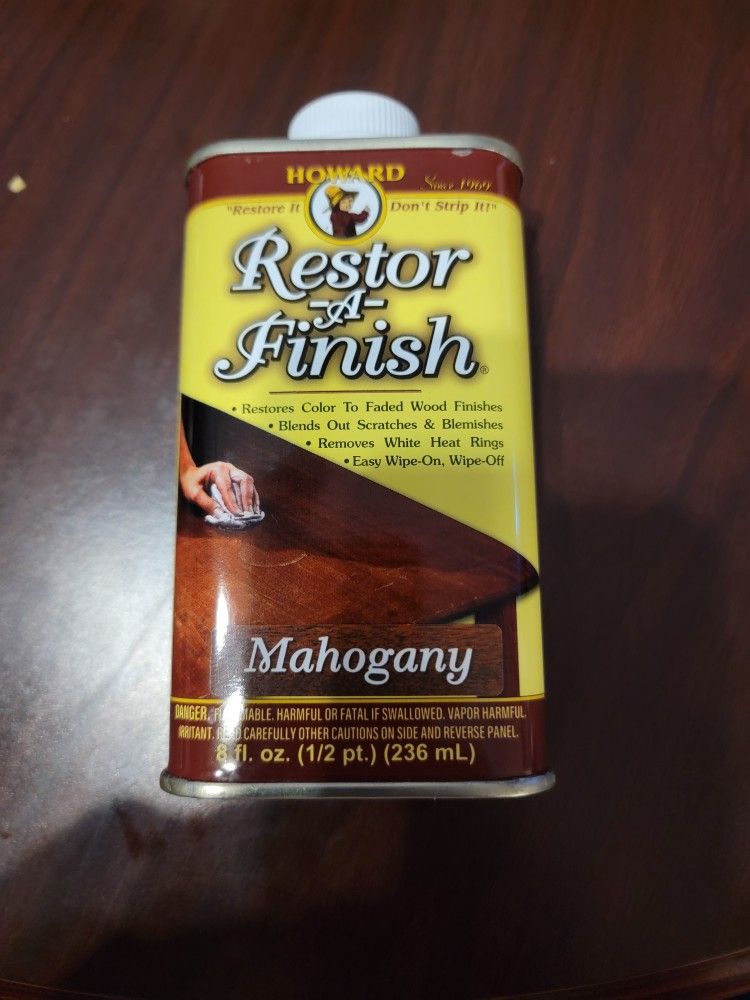 HOWARD
Since 1969
"Restore It Don't Strip It!"
Restor
-A-
Finish®
• Restores Color To Faded Wood Finishes
• Blends Out Scratches & Blemishes
• Removes White Heat Rings
• Easy Wipe-On, Wipe-Off
Mahogany
DANGER. HARMFUL OR FATAL IF SWALLOWED. VAPOR HARMFUL.
IRRITANT. READ CAREFULLY OTHER CAUTIONS ON SIDE AND REVERSE PANEL.
8 fl. oz. (1/2 pt.) (236 mL)